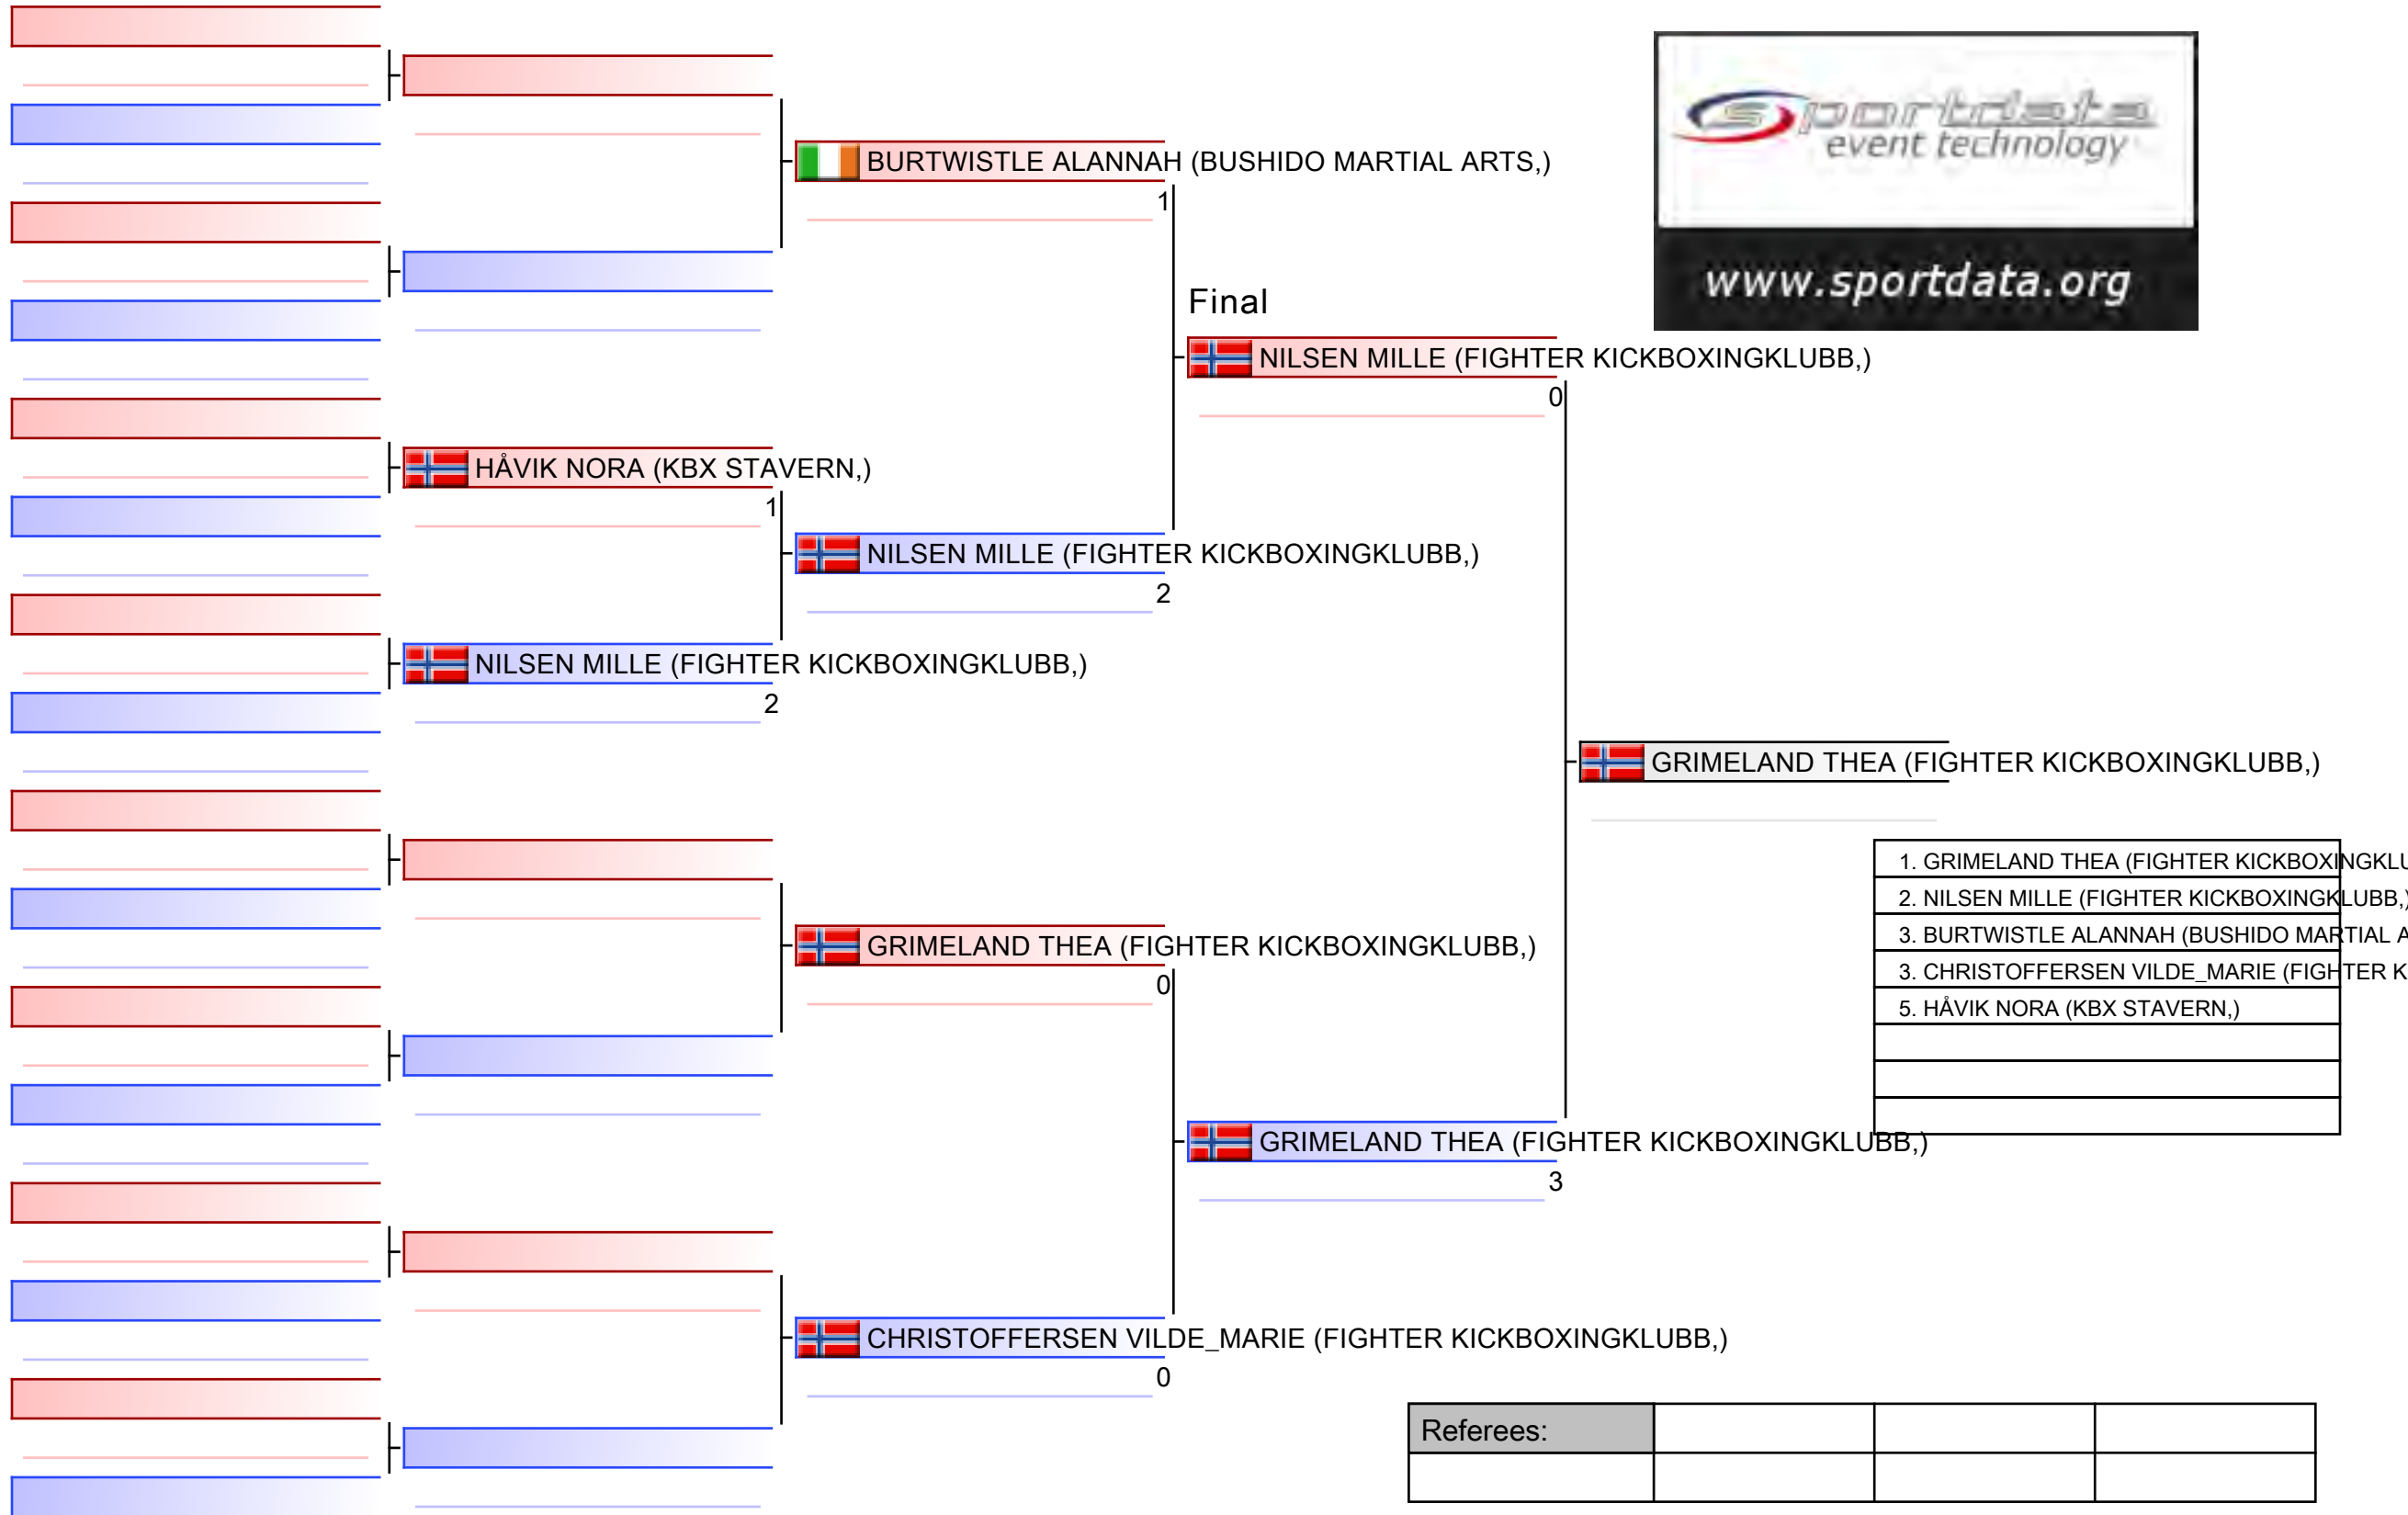 sportdata
event technology
www.sportdata.org
BURTWISTLE ALANNAH (BUSHIDO MARTIAL ARTS,)
1
Final
NILSEN MILLE (FIGHTER KICKBOXINGKLUBB,)
0
HÅVIK NORA (KBX STAVERN,)
1
NILSEN MILLE (FIGHTER KICKBOXINGKLUBB,)
2
NILSEN MILLE (FIGHTER KICKBOXINGKLUBB,)
2
GRIMELAND THEA (FIGHTER KICKBOXINGKLUBB,)
1. GRIMELAND THEA (FIGHTER KICKBOXINGKLU
2. NILSEN MILLE (FIGHTER KICKBOXINGKLUBB,)
3. BURTWISTLE ALANNAH (BUSHIDO MARTIAL A
3. CHRISTOFFERSEN VILDE_MARIE (FIGHTER K
5. HÅVIK NORA (KBX STAVERN,)
GRIMELAND THEA (FIGHTER KICKBOXINGKLUBB,)
0
GRIMELAND THEA (FIGHTER KICKBOXINGKLUBB,)
3
CHRISTOFFERSEN VILDE_MARIE (FIGHTER KICKBOXINGKLUBB,)
0
Referees: